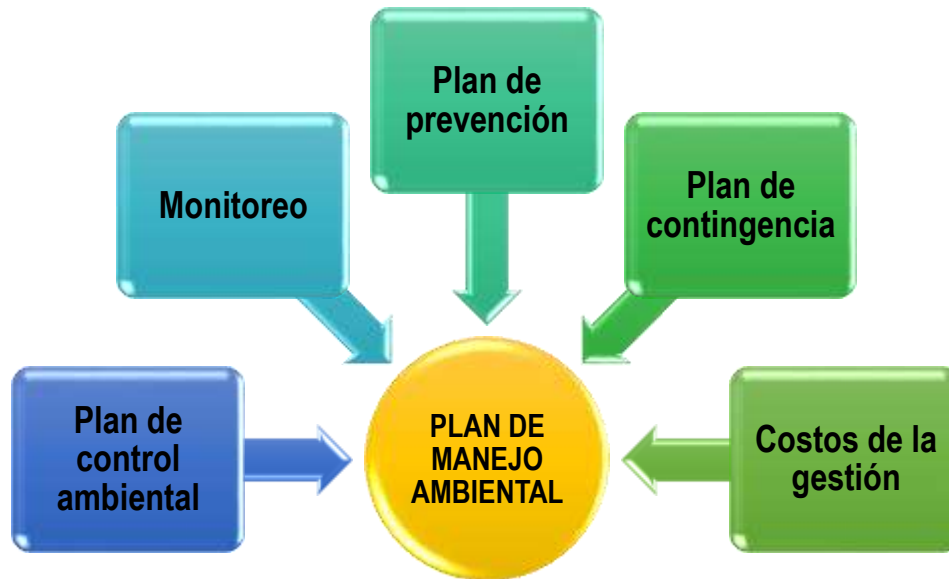 Plan de
prevención
Monitoreo
Plan de
contingencia
Plan de
control
ambiental
PLAN DE
MANEJO
AMBIENTAL
Costos de la
gestión